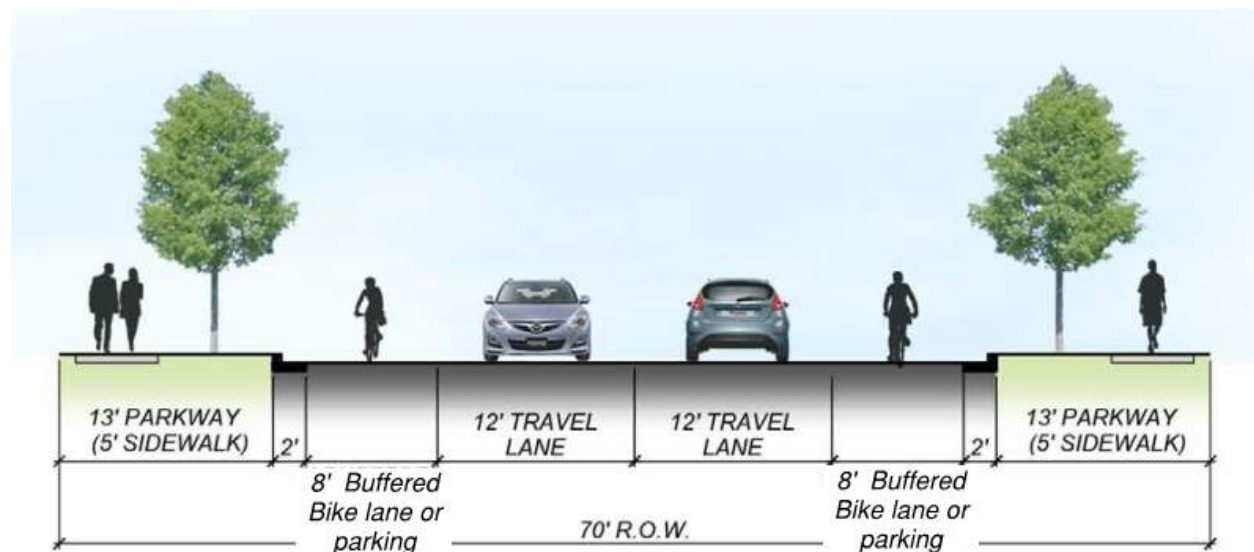 13' PARKWAY
(5' SIDEWALK)
2'
8' Buffered
Bike lane or
parking
12' TRAVEL
LANE
12' TRAVEL
LANE
8' Buffered
Bike lane or
parking
2'
13' PARKWAY
(5' SIDEWALK)
70' R.O.W.